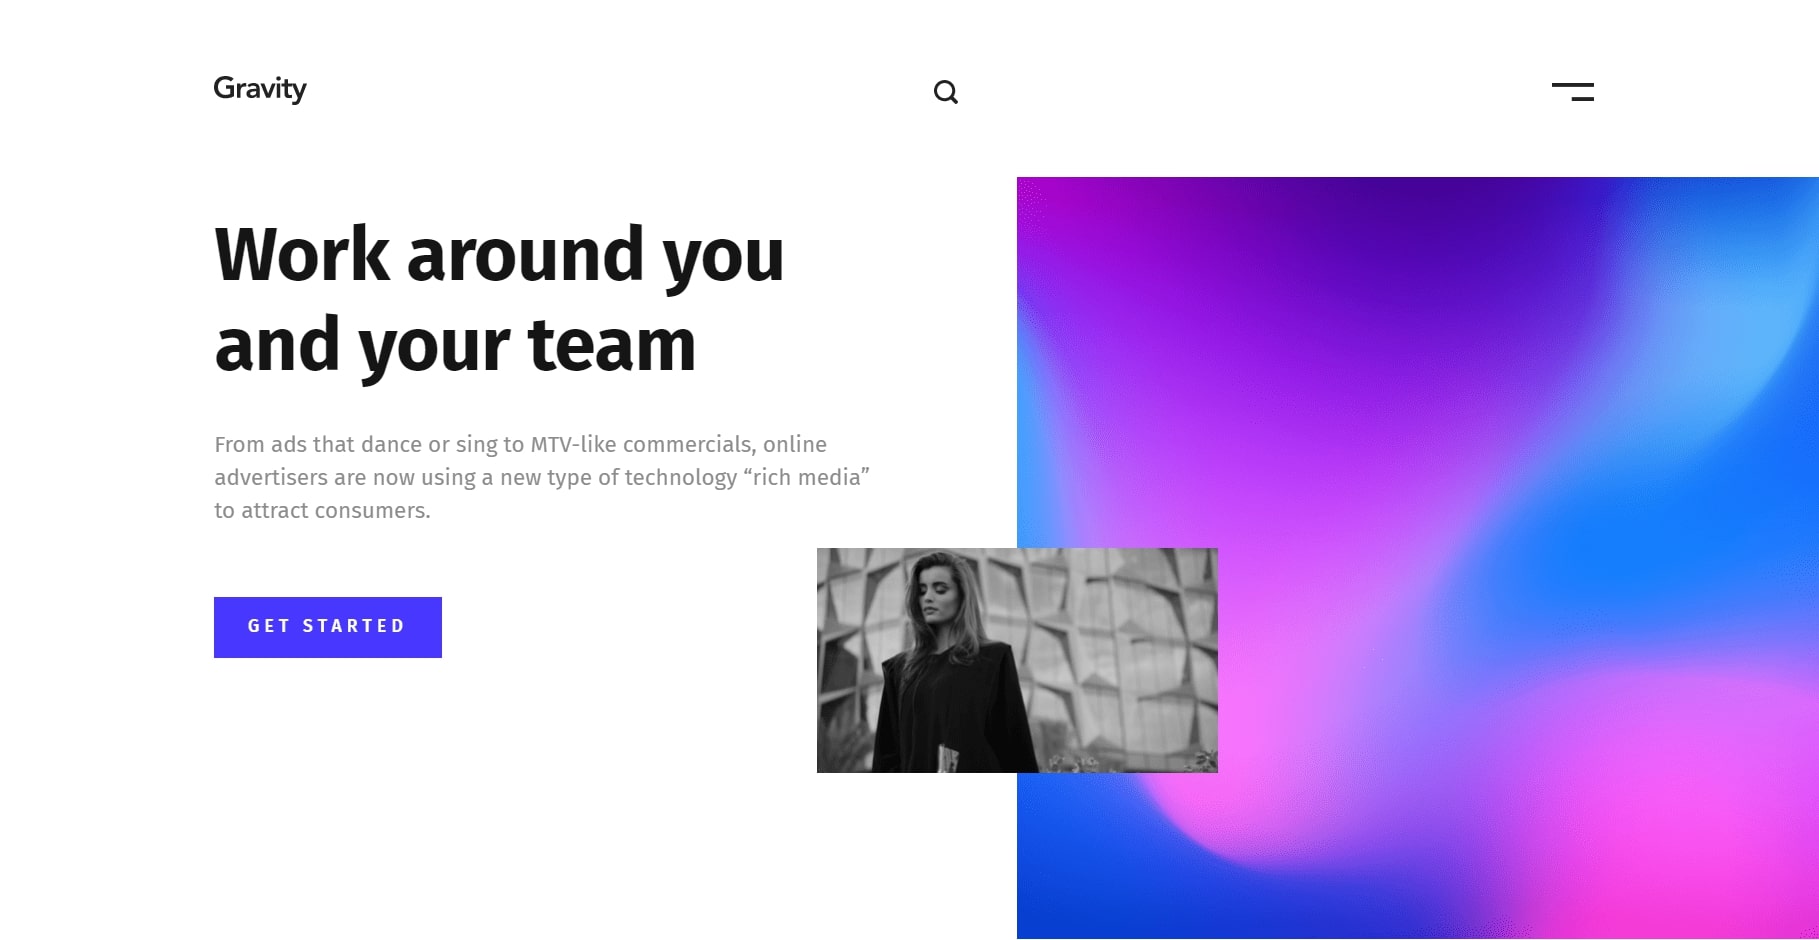 Gravity
Work around you
and your team
From ads that dance or sing to MTV-like commercials, online
advertisers are now using a new type of technology “rich media”
to attract consumers.
GET STARTED